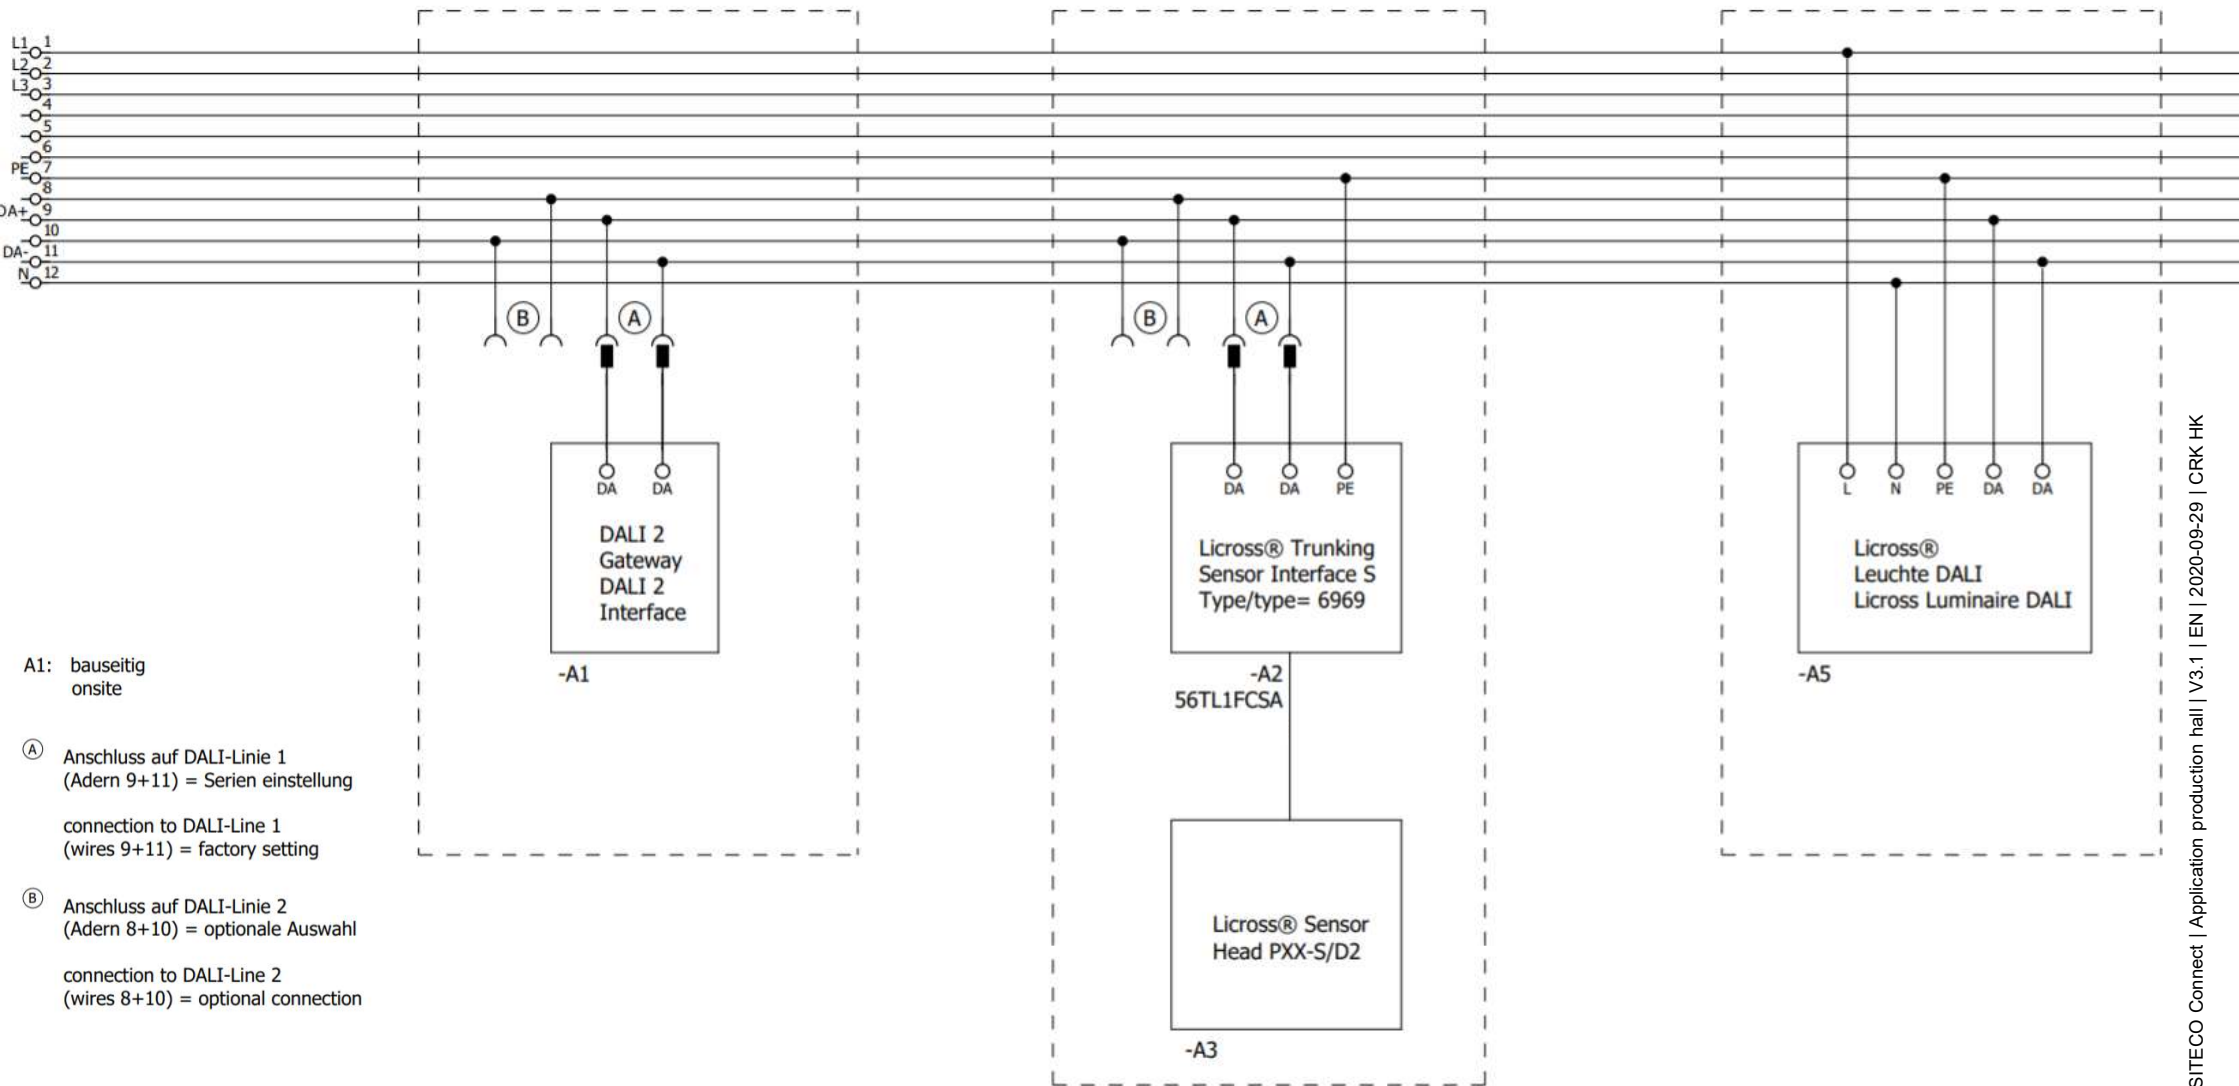 L1 1
L2 2
L3 3
4
5
6
PE 7
8
DA+ 9
10
DA- 11
N 12
B A
DA DA
DALI 2
Gateway
DALI 2
Interface
-A1
B A
DA DA PE
Licross® Trunking
Sensor Interface S
Type/type= 6969
-A2
56TL1FCSA
Licross® Sensor
Head PXX-S/D2
-A3
L N PE DA DA
Licross®
Leuchte DALI
Licross Luminaire DALI
-A5
A1: bauseitig
onsite
A Anschluss auf DALI-Linie 1
(Adern 9+11) = Serien einstellung
connection to DALI-Line 1
(wires 9+11) = factory setting
B Anschluss auf DALI-Linie 2
(Adern 8+10) = optionale Auswahl
connection to DALI-Line 2
(wires 8+10) = optional connection
SITECO Connect | Application production hall | V3.1 | EN | 2020-09-29 | CRK HK